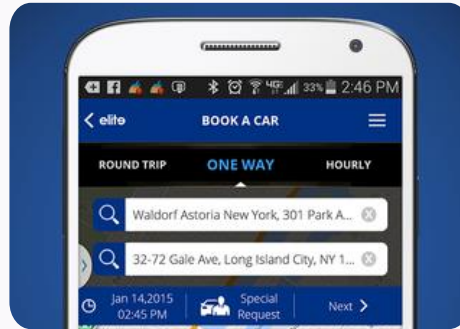 4G 33% 2:46 PM
elite BOOK A CAR
ROUND TRIP ONE WAY HOURLY
Waldorf Astoria New York, 301 Park A...
32-72 Gale Ave, Long Island City, NY 1...
Jan 14,2015
02:45 PM
Special
Request
Next